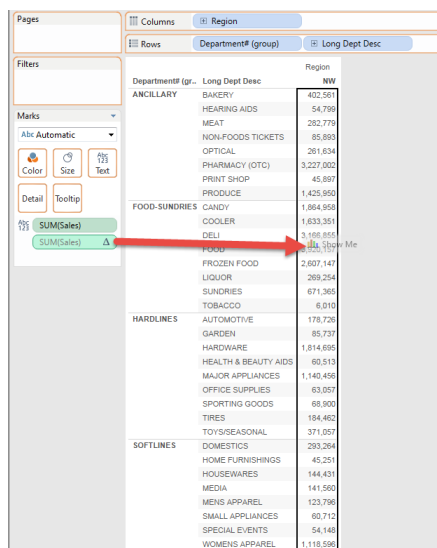 Pages
Columns
Region
Rows
Department# (group)
Long Dept Desc
Filters
Region
Department# (gr..
Long Dept Desc
NW
ANCILLARY BAKERY 402,561
HEARING AIDS 54,799
MEAT 282,779
Marks
NON-FOODS TICKETS 85,893
Abc Automatic
OPTICAL 261,634
PHARMACY (OTC) 3,227,002
Color Size Abc 123 Text
PRINT SHOP 45,897
PRODUCE 1,425,950
Detail Tooltip
FOOD-SUNDRIES CANDY 1,864,958
COOLER 1,633,351
Abc 123 SUM(Sales)
DELI 3,166,855
SUM(Sales) Δ
Show Me
FOOD
FROZEN FOOD 2,607,147
LIQUOR 269,254
SUNDRIES 671,365
TOBACCO 6,010
HARDLINES AUTOMOTIVE 178,726
GARDEN 85,737
HARDWARE 1,814,695
HEALTH & BEAUTY AIDS 60,513
MAJOR APPLIANCES 1,140,456
OFFICE SUPPLIES 63,057
SPORTING GOODS 68,900
TIRES 184,462
TOYS/SEASONAL 371,057
SOFTLINES DOMESTICS 293,264
HOME FURNISHINGS 45,251
HOUSEWARES 144,431
MEDIA 141,560
MENS APPAREL 123,796
SMALL APPLIANCES 60,712
SPECIAL EVENTS 54,148
WOMENS APPAREL 1,118,596